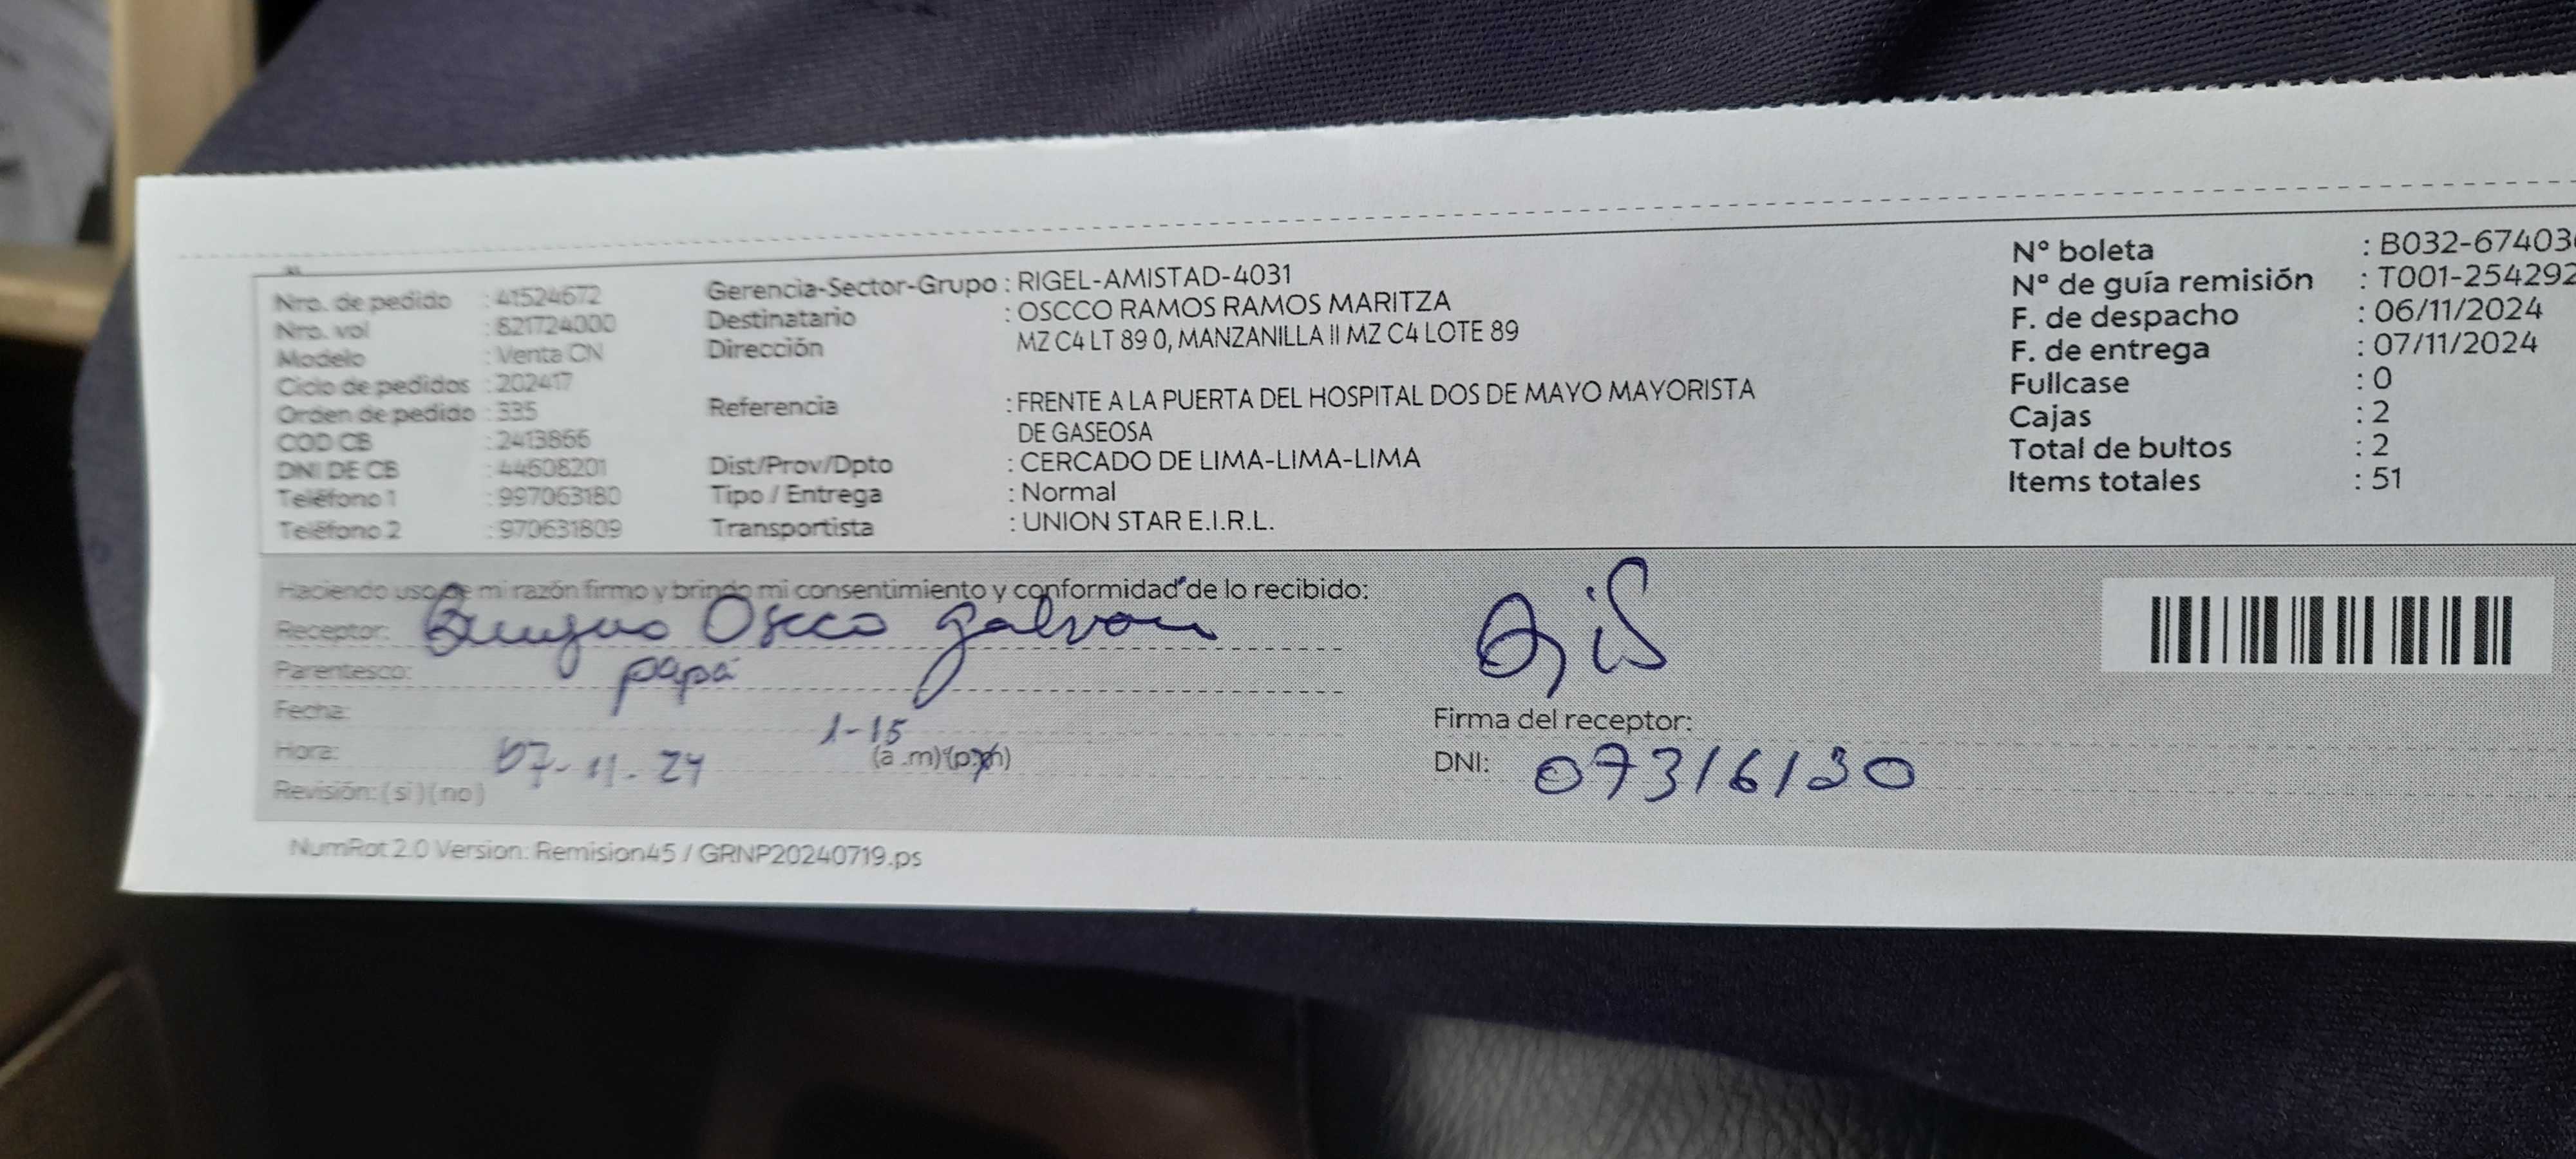 Nro. de pedido : 41524672
Nro. vol : 821724000
Modelo : Venta CN
Ciclo de pedidos : 202417
Orden de pedido : 335
COD CB : 2413866
DNI DE CB : 44608201
Teléfono 1 : 997063180
Teléfono 2 : 970631809
Gerencia-Sector-Grupo : RIGEL-AMISTAD-4031
Destinatario : OSCCO RAMOS RAMOS MARITZA
Dirección MZ C4 LT 89 0, MANZANILLA II MZ C4 LOTE 89
Referencia : FRENTE A LA PUERTA DEL HOSPITAL DOS DE MAYO MAYORISTA
DE GASEOSA
Dist/Prov/Dpto : CERCADO DE LIMA-LIMA-LIMA
Tipo / Entrega : Normal
Transportista : UNION STAR E.I.R.L.
N° boleta : B032-67403
N° de guía remisión : T001-254292
F. de despacho : 06/11/2024
F. de entrega : 07/11/2024
Fullcase : 0
Cajas : 2
Total de bultos : 2
Items totales : 51
Haciendo uso de mi razón firmo y brindo mi consentimiento y conformidad de lo recibido:
Receptor: Oscco galvan
Parentesco: papá
Fecha:
1-15
Hora: 07-11-24 (a.m) (p.m)
Revisión: (si) (no)
Firma del receptor:
DNI: 07316130
NumRot 2.0 Version: Remision45 / GRNP20240719.ps